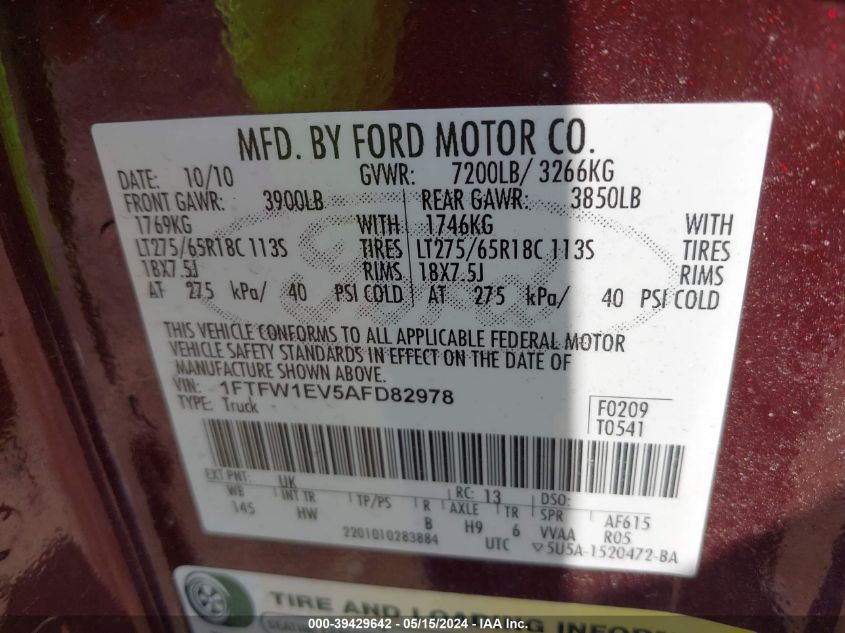 MFD. BY FORD MOTOR CO.
DATE: 10/10 GVWR: 7200LB/ 3266KG
FRONT GAWR: 3900LB REAR GAWR: 3850LB
1769KG WITH 1746KG WITH
LT275/65R18C 113S TIRES LT275/65R18C 113S TIRES
18X7.5J RIMS 18X7.5J RIMS
AT 275 kPa/ 40 PSI COLD AT 275 kPa/ 40 PSI COLD
THIS VEHICLE CONFORMS TO ALL APPLICABLE FEDERAL MOTOR
VEHICLE SAFETY STANDARDS IN EFFECT ON THE DATE OF
MANUFACTURE SHOWN ABOVE.
VIN: 1FTFW1EV5AFD82978
TYPE: Truck
F0209
T0541
EXT PNT: UK RC: 13 DSO:
WB INT TR TP/PS R AXLE TR SPR AF615
145 HW B H9 6 VVAA R05
2201010283884 UTC ▽5U5A-1520472-BA
TIRE AND LOADING INFORMATION
000-39429642 - 05/15/2024 - IAA Inc.